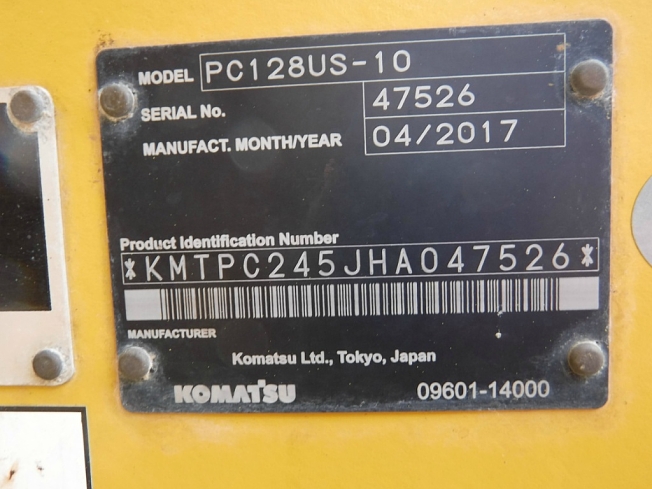 MODEL PC128US-10
SERIAL No. 47526
MANUFACT. MONTH/YEAR 04/2017
Product Identification Number
*KMTPC245JHA047526*
MANUFACTURER
Komatsu Ltd., Tokyo, Japan
KOMATSU 09601-14000